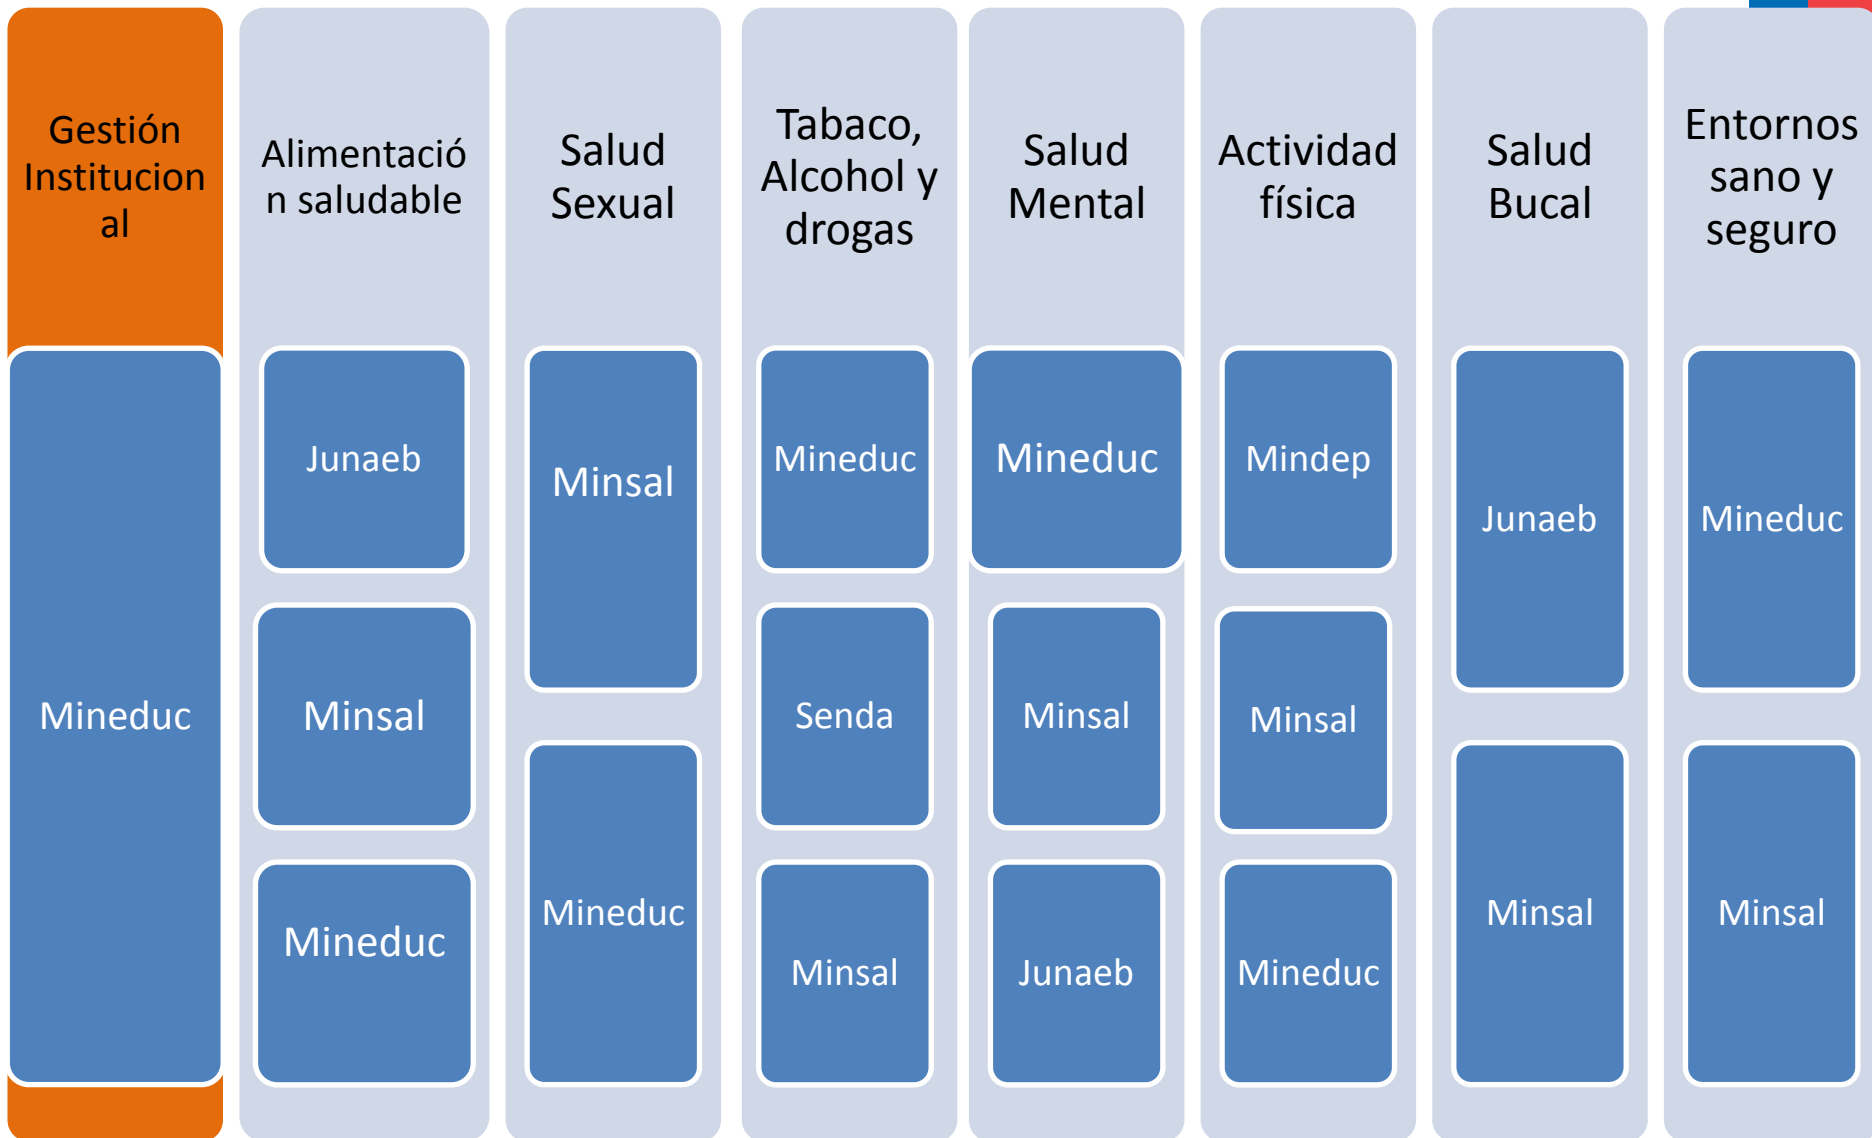 Gestión
Institucion
al
Mineduc
Alimentació
n saludable
Junaeb
Minsal
Mineduc
Salud
Sexual
Minsal
Mineduc
Tabaco,
Alcohol y
drogas
Mineduc
Senda
Minsal
Salud
Mental
Mineduc
Minsal
Junaeb
Actividad
física
Mindep
Minsal
Mineduc
Salud
Bucal
Junaeb
Minsal
Entornos
sano y
seguro
Mineduc
Minsal